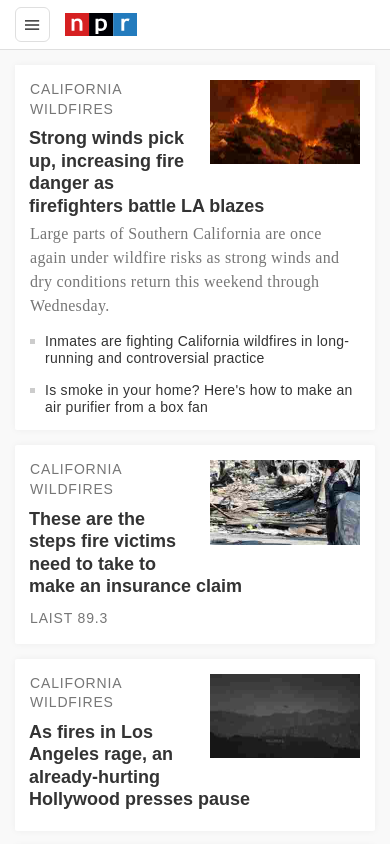 npr
CALIFORNIA
WILDFIRES
Strong winds pick
up, increasing fire
danger as
firefighters battle LA blazes
Large parts of Southern California are once
again under wildfire risks as strong winds and
dry conditions return this weekend through
Wednesday.
Inmates are fighting California wildfires in long-
running and controversial practice
Is smoke in your home? Here's how to make an
air purifier from a box fan
CALIFORNIA
WILDFIRES
These are the
steps fire victims
need to take to
make an insurance claim
LAIST 89.3
CALIFORNIA
WILDFIRES
As fires in Los
Angeles rage, an
already-hurting
Hollywood presses pause